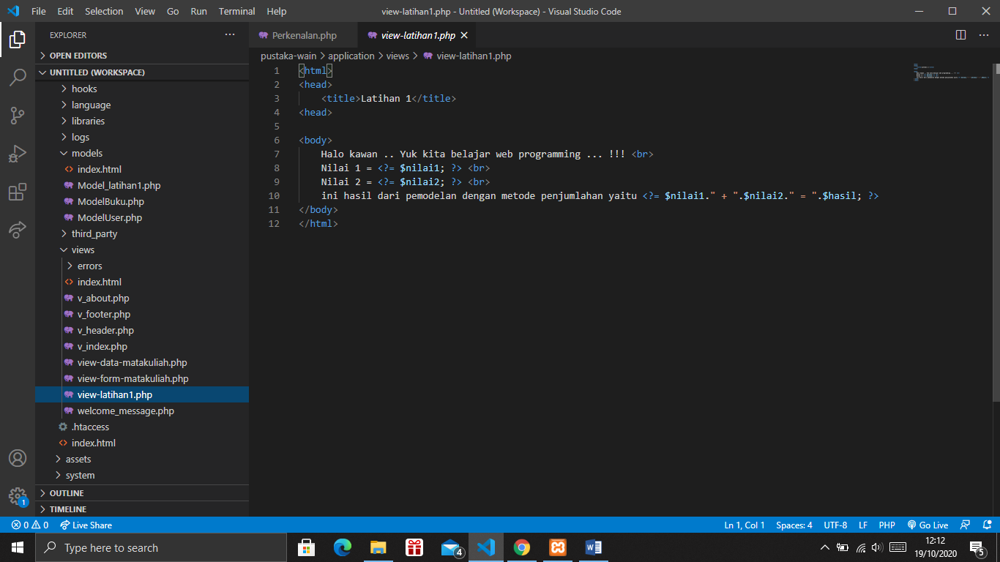 File Edit Selection View Go Run Terminal Help
view-latihan1.php - Untitled (Workspace) - Visual Studio Code
EXPLORER
OPEN EDITORS
UNTITLED (WORKSPACE)
hooks
language
libraries
logs
models
index.html
Model_latihan1.php
ModelBuku.php
ModelUser.php
third_party
views
errors
index.html
v_about.php
v_footer.php
v_header.php
v_index.php
view-data-matakuliah.php
view-form-matakuliah.php
view-latihan1.php
welcome_message.php
.htaccess
index.html
assets
system
OUTLINE
TIMELINE
Perkenalan.php view-latihan1.php
pustaka-wain > application > views > view-latihan1.php
1 <html>
2 <head>
3 <title>Latihan 1</title>
4 <head>
5
6 <body>
7 Halo kawan .. Yuk kita belajar web programming ... !!! <br>
8 Nilai 1 = <?= $nilai1; ?> <br>
9 Nilai 2 = <?= $nilai2; ?> <br>
10 ini hasil dari pemodelan dengan metode penjumlahan yaitu <?= $nilai1." + ".$nilai2." = ".$hasil; ?>
11 </body>
12 </html>
1
0 0 Live Share
Ln 1, Col 1 Spaces: 4 UTF-8 LF PHP Go Live
Type here to search
4
12:12
19/10/2020
5